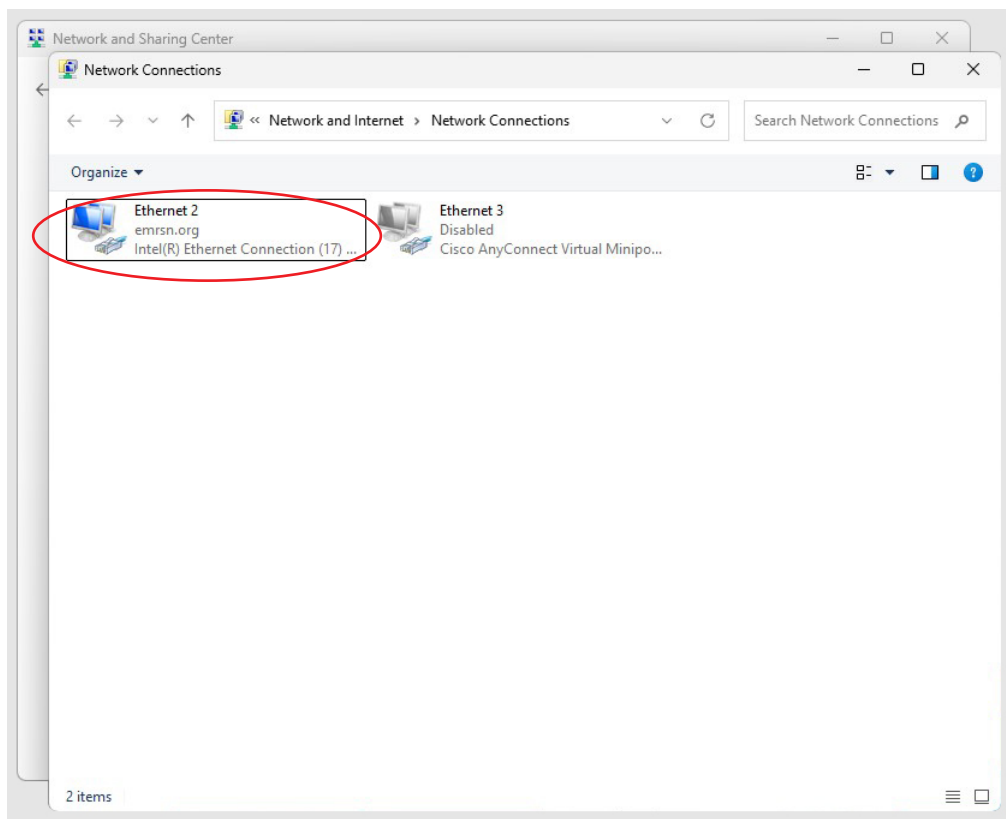 Network and Sharing Center
Network Connections
« Network and Internet > Network Connections
Search Network Connections
Organize
Ethernet 2
emrsn.org
Intel(R) Ethernet Connection (17) ...
Ethernet 3
Disabled
Cisco AnyConnect Virtual Minipo...
2 items